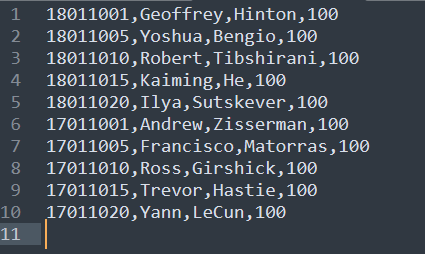 1 18011001,Geoffrey,Hinton,100
2 18011005,Yoshua,Bengio,100
3 18011010,Robert,Tibshirani,100
4 18011015,Kaiming,He,100
5 18011020,Ilya,Sutskever,100
6 17011001,Andrew,Zisserman,100
7 17011005,Francisco,Matorras,100
8 17011010,Ross,Girshick,100
9 17011015,Trevor,Hastie,100
10 17011020,Yann,LeCun,100
11